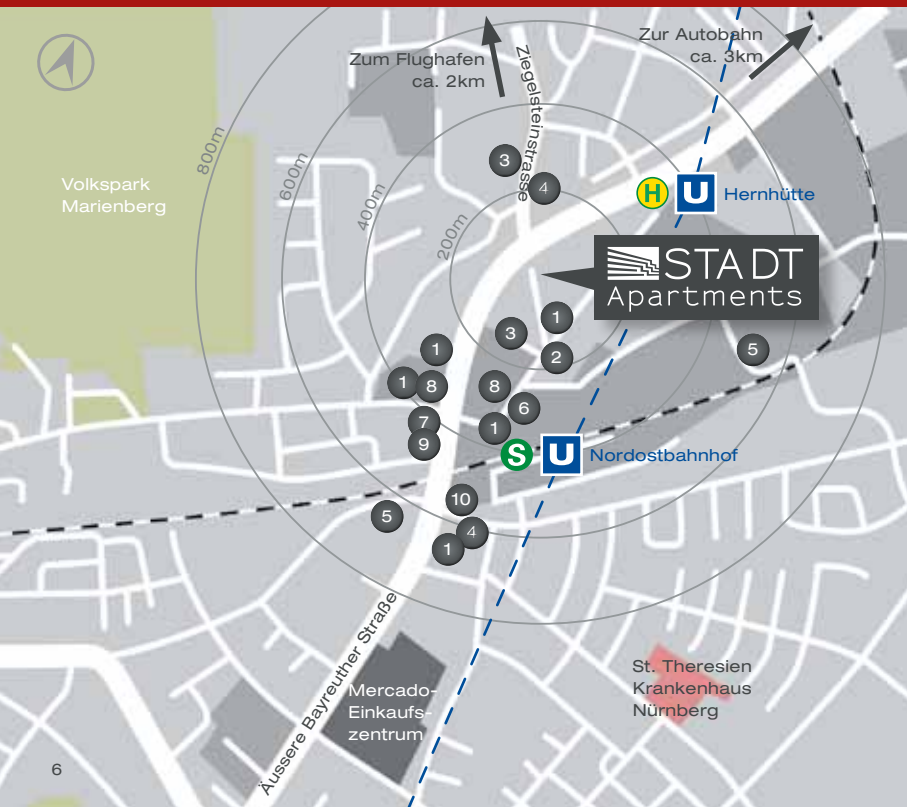 Zum Flughafen
ca. 2km
Ziegelsteinstrasse
Zur Autobahn
ca. 3km
800m
600m
400m
200m
Volkspark
Marienberg
3
4
H
U
Hernhütte
STADT
Apartments
1
3
2
1
5
1
8
8
6
7
1
9
S
U
Nordostbahnhof
10
5
4
1
Äussere Bayreuther Straße
Mercado-
Einkaufs-
zentrum
St. Theresien
Krankenhaus
Nürnberg
6